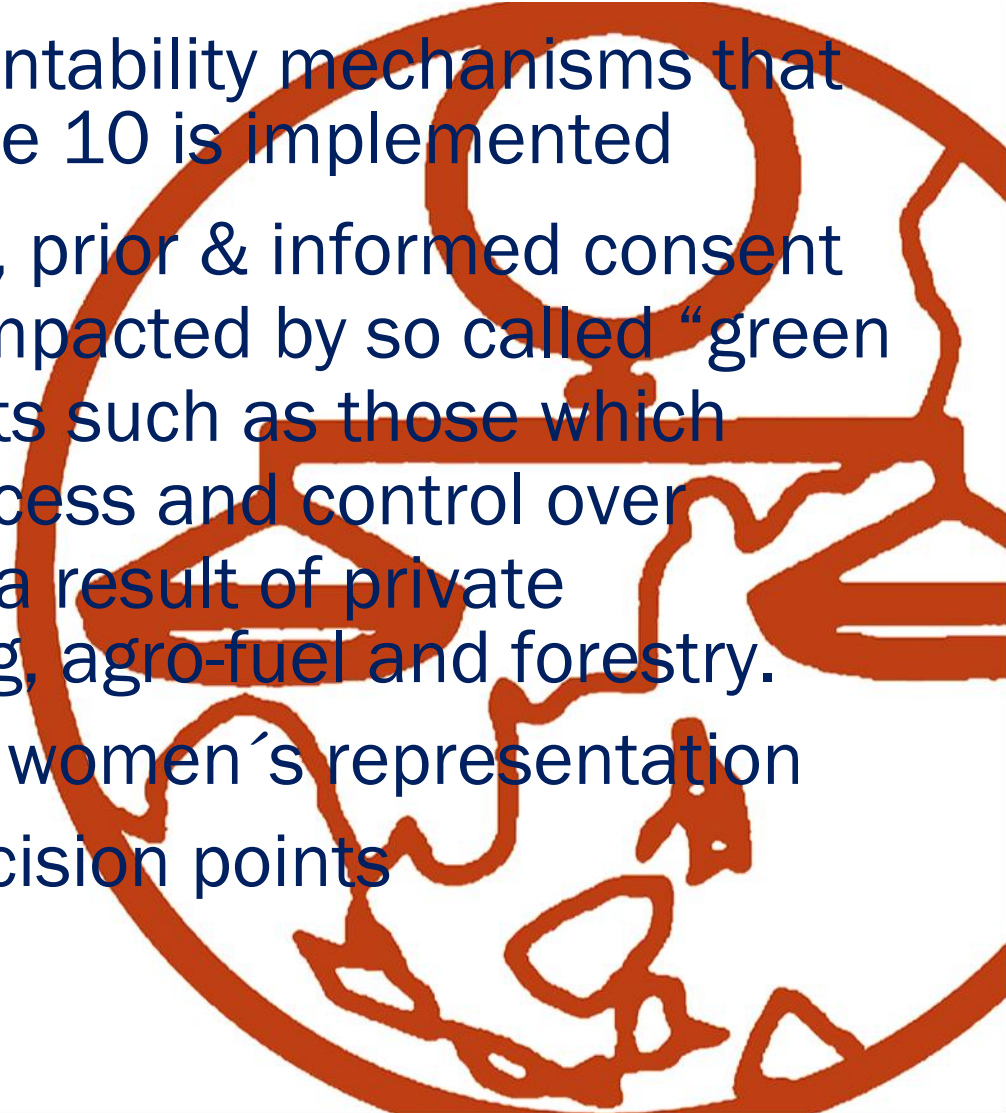 ntability mechanisms that
e 10 is implemented
, prior & informed consent
mpacted by so called “green
ts such as those which
cess and control over
a result of private
g, agro-fuel and forestry.
women´s representation
cision points